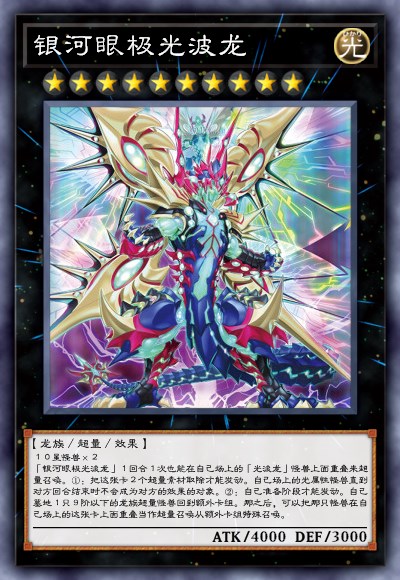 银河眼极光波龙
ひかり
光
【龙族／超量／效果】
１０星怪兽×２
「银河眼极光波龙」１回合１次也能在自己场上的「光波龙」怪兽上面重叠来超
量召唤。①：把这张卡２个超量素材取除才能发动。自己场上的光属性怪兽直到
对方回合结束时不会成为对方的效果的对象。②：自己准备阶段才能发动。自己
墓地１只９阶以下的龙族超量怪兽回到额外卡组。那之后，可以把那只怪兽在自
己场上的这张卡上面重叠当作超量召唤从额外卡组特殊召唤。
ATK/4000 DEF/3000